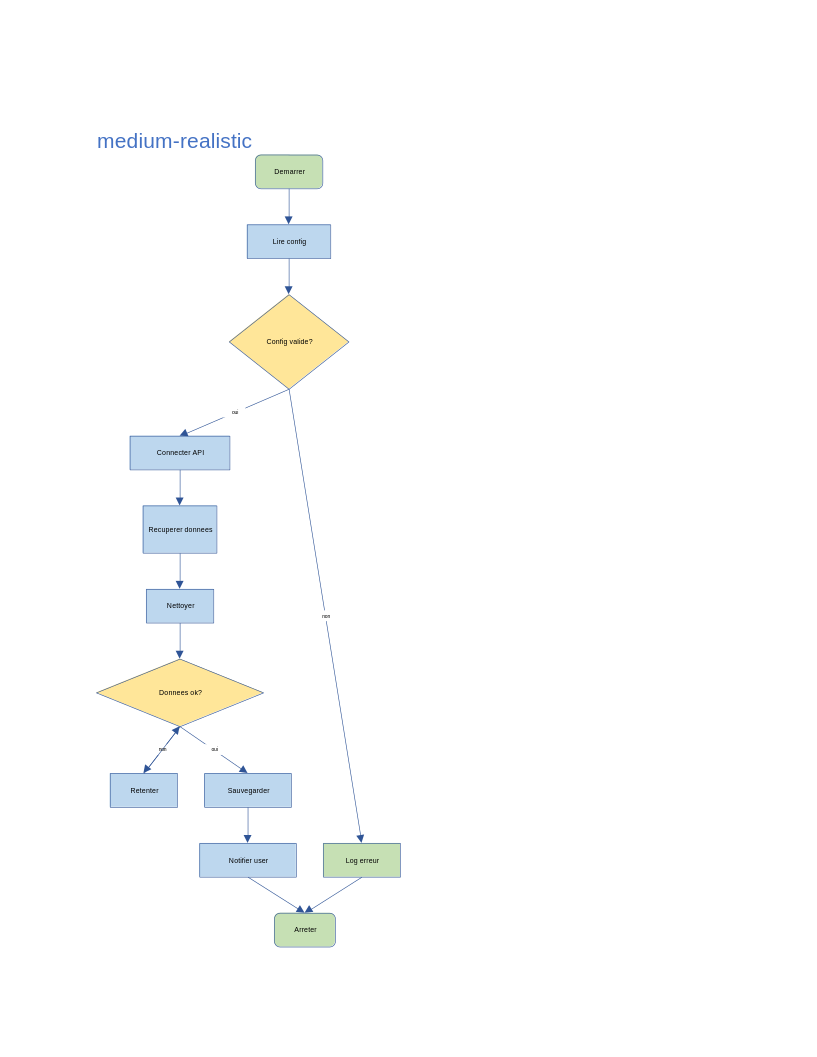 medium-realistic
Demarrer
Lire config
Config valide?
oui
Connecter API
Recuperer donnees
Nettoyer
non
Donnees ok?
non
oui
Retenter
Sauvegarder
Notifier user
Log erreur
Arreter